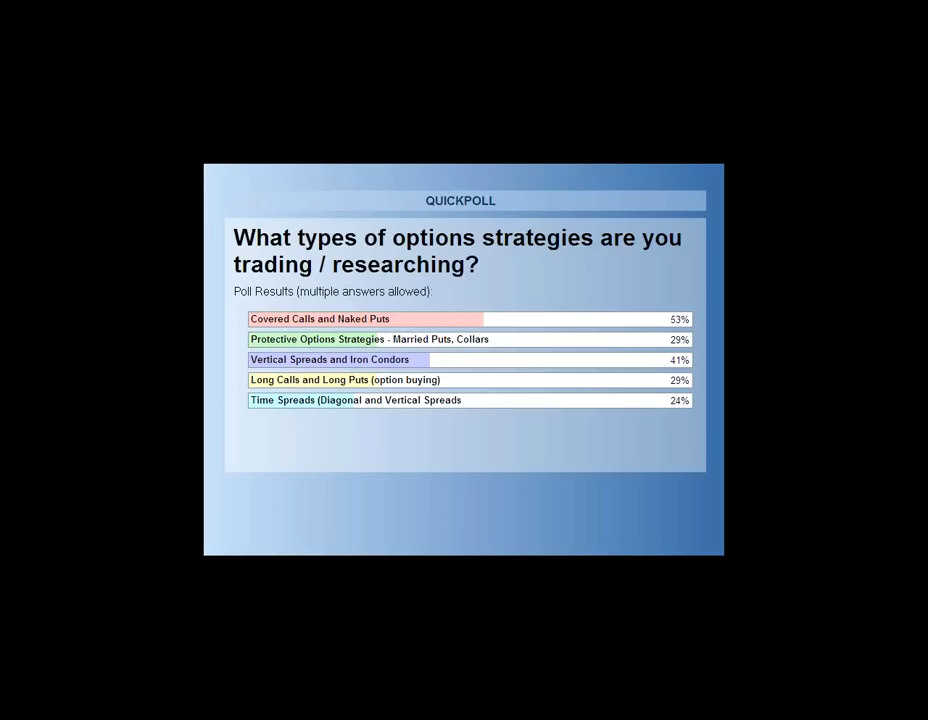 QUICKPOLL
What types of options strategies are you
trading / researching?
Poll Results (multiple answers allowed):
Covered Calls and Naked Puts 53%
Protective Options Strategies - Married Puts, Collars 29%
Vertical Spreads and Iron Condors 41%
Long Calls and Long Puts (option buying) 29%
Time Spreads (Diagonal and Vertical Spreads 24%